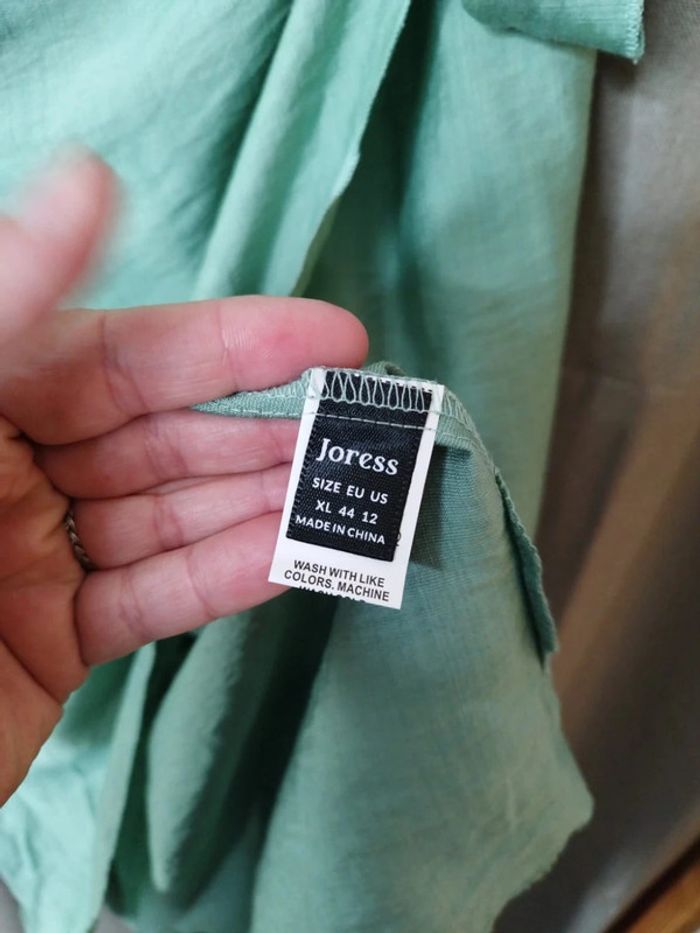 Joress
SIZE EU US
XL 44 12
MADE IN CHINA
WASH WITH LIKE
COLORS. MACHINE